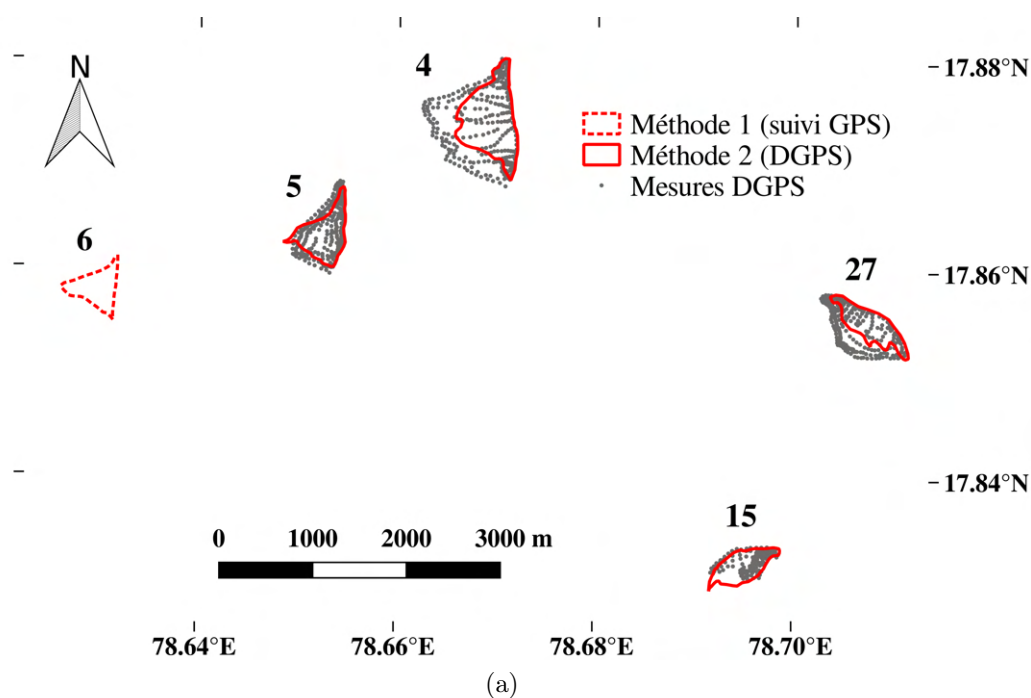 N
4
17.88°N
Méthode 1 (suivi GPS)
Méthode 2 (DGPS)
Mesures DGPS
5
6
27
17.86°N
17.84°N
15
0 1000 2000 3000 m
78.64°E 78.66°E 78.68°E 78.70°E
(a)